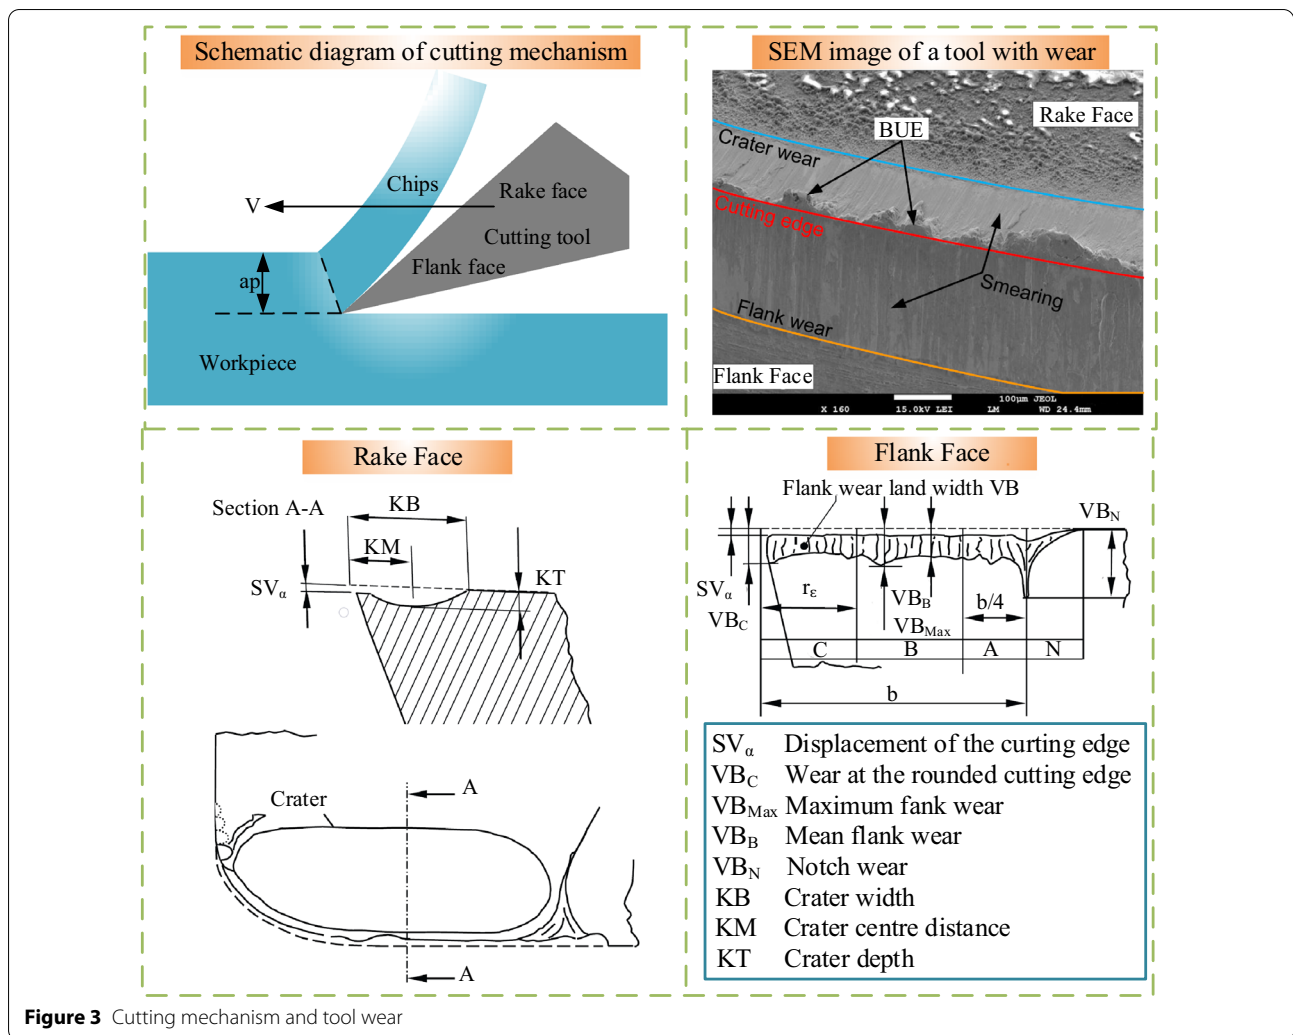 Schematic diagram of cutting mechanism
V
Chips
Rake face
Cutting tool
Flank face
ap
Workpiece
SEM image of a tool with wear
Rake Face
BUE
Crater wear
Cutting edge
Smearing
Flank wear
Flank Face
100μm JEOL
X 160 15.0kV LEI LM WD 24.4mm
Rake Face
Section A-A
KB
KM
SVα
KT
Crater
A
A
Flank Face
Flank wear land width VB
VBN
SVα
VBC
rε
VBB
VBMax
b/4
C B A N
b
SVα Displacement of the curting edge
VBC Wear at the rounded cutting edge
VBMax Maximum fank wear
VBB Mean flank wear
VBN Notch wear
KB Crater width
KM Crater centre distance
KT Crater depth
Figure 3 Cutting mechanism and tool wear